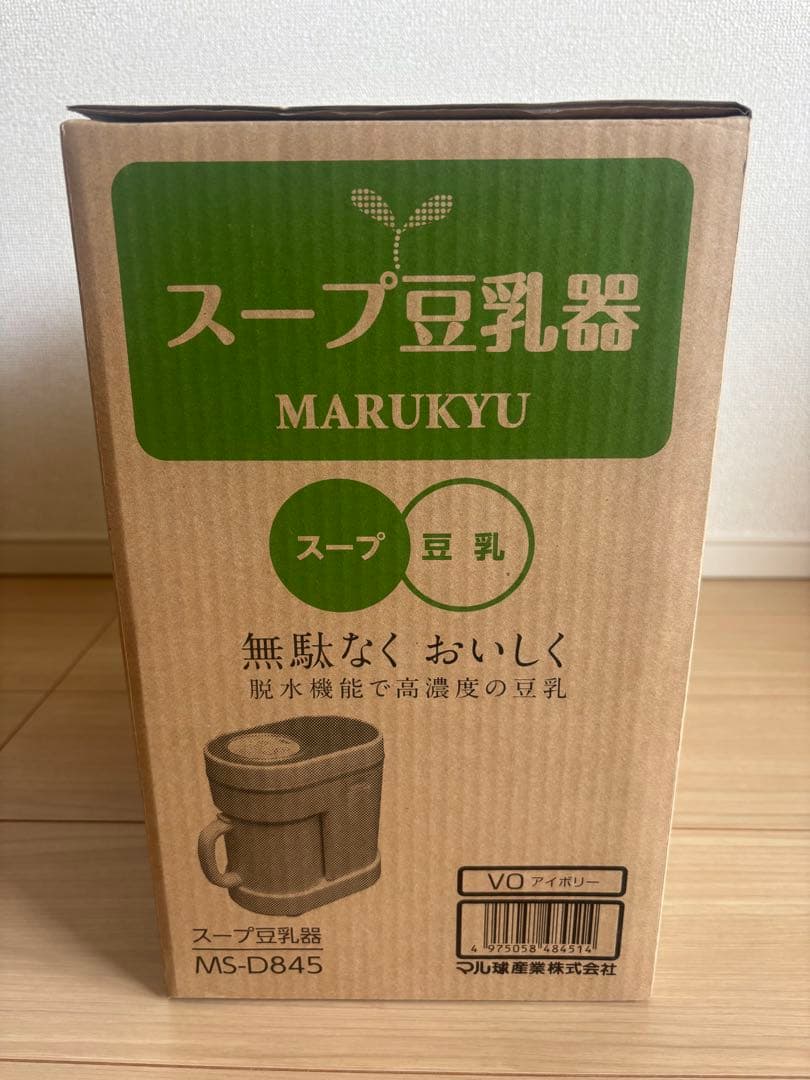 スープ豆乳器
MARUKYU
スープ 豆乳
無駄なく おいしく
脱水機能で高濃度の豆乳
スープ豆乳器
MS-D845
VO アイボリー
4 975058 484514
マル球産業株式会社